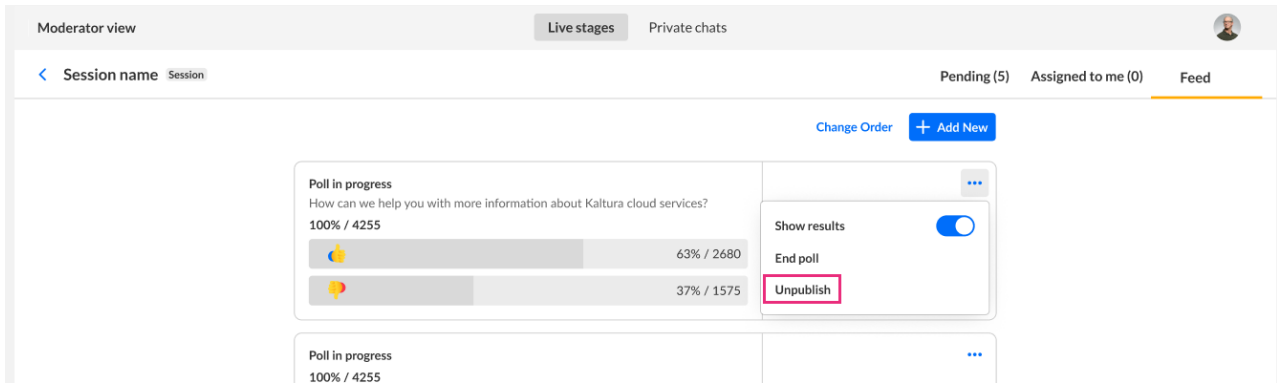 Moderator view
Live stages
Private chats
Session name
Session
Pending (5)
Assigned to me (0)
Feed
Change Order
Add New
Poll in progress
How can we help you with more information about Kaltura cloud services?
100% / 4255
63% / 2680
37% / 1575
Show results
End poll
Unpublish
Poll in progress
100% / 4255